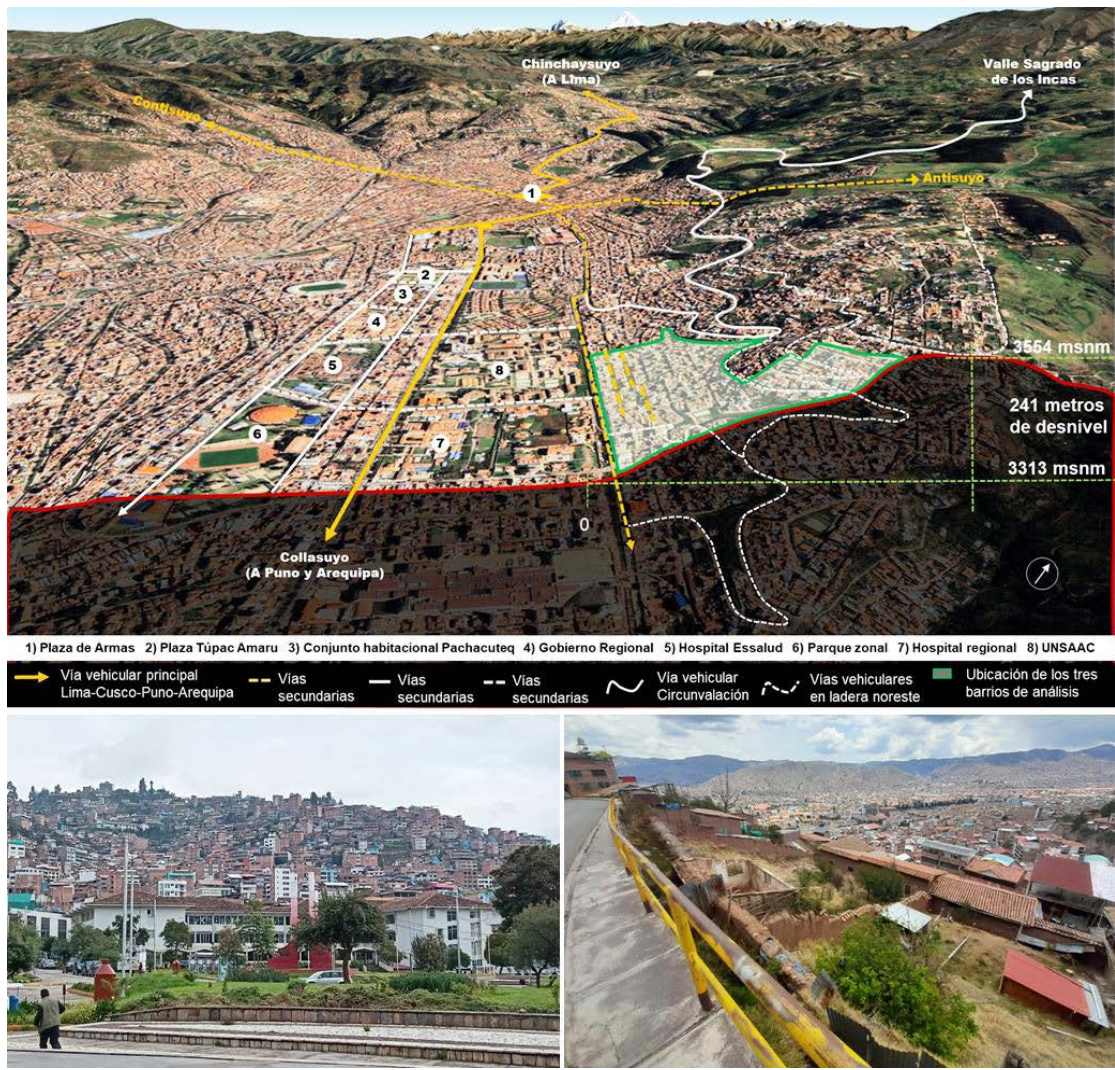 Chinchaysuyo
(A Lima)
Valle Sagrado
de los Incas
Contisuyo
1
Antisuyo
2
3
4
5
8
6
7
3554 msnm
241 metros
de desnivel
3313 msnm
0
Collasuyo
(A Puno y Arequipa)
1) Plaza de Armas 2) Plaza Túpac Amaru 3) Conjunto habitacional Pachacuteq 4) Gobierno Regional 5) Hospital Essalud 6) Parque zonal 7) Hospital regional 8) UNSAAC
Vía vehicular principal
Lima-Cusco-Puno-Arequipa
Vías
secundarias
Vías
secundarias
Vías
secundarias
Vía vehicular
Circunvalación
Vías vehiculares
en ladera noreste
Ubicación de los tres
barrios de análisis